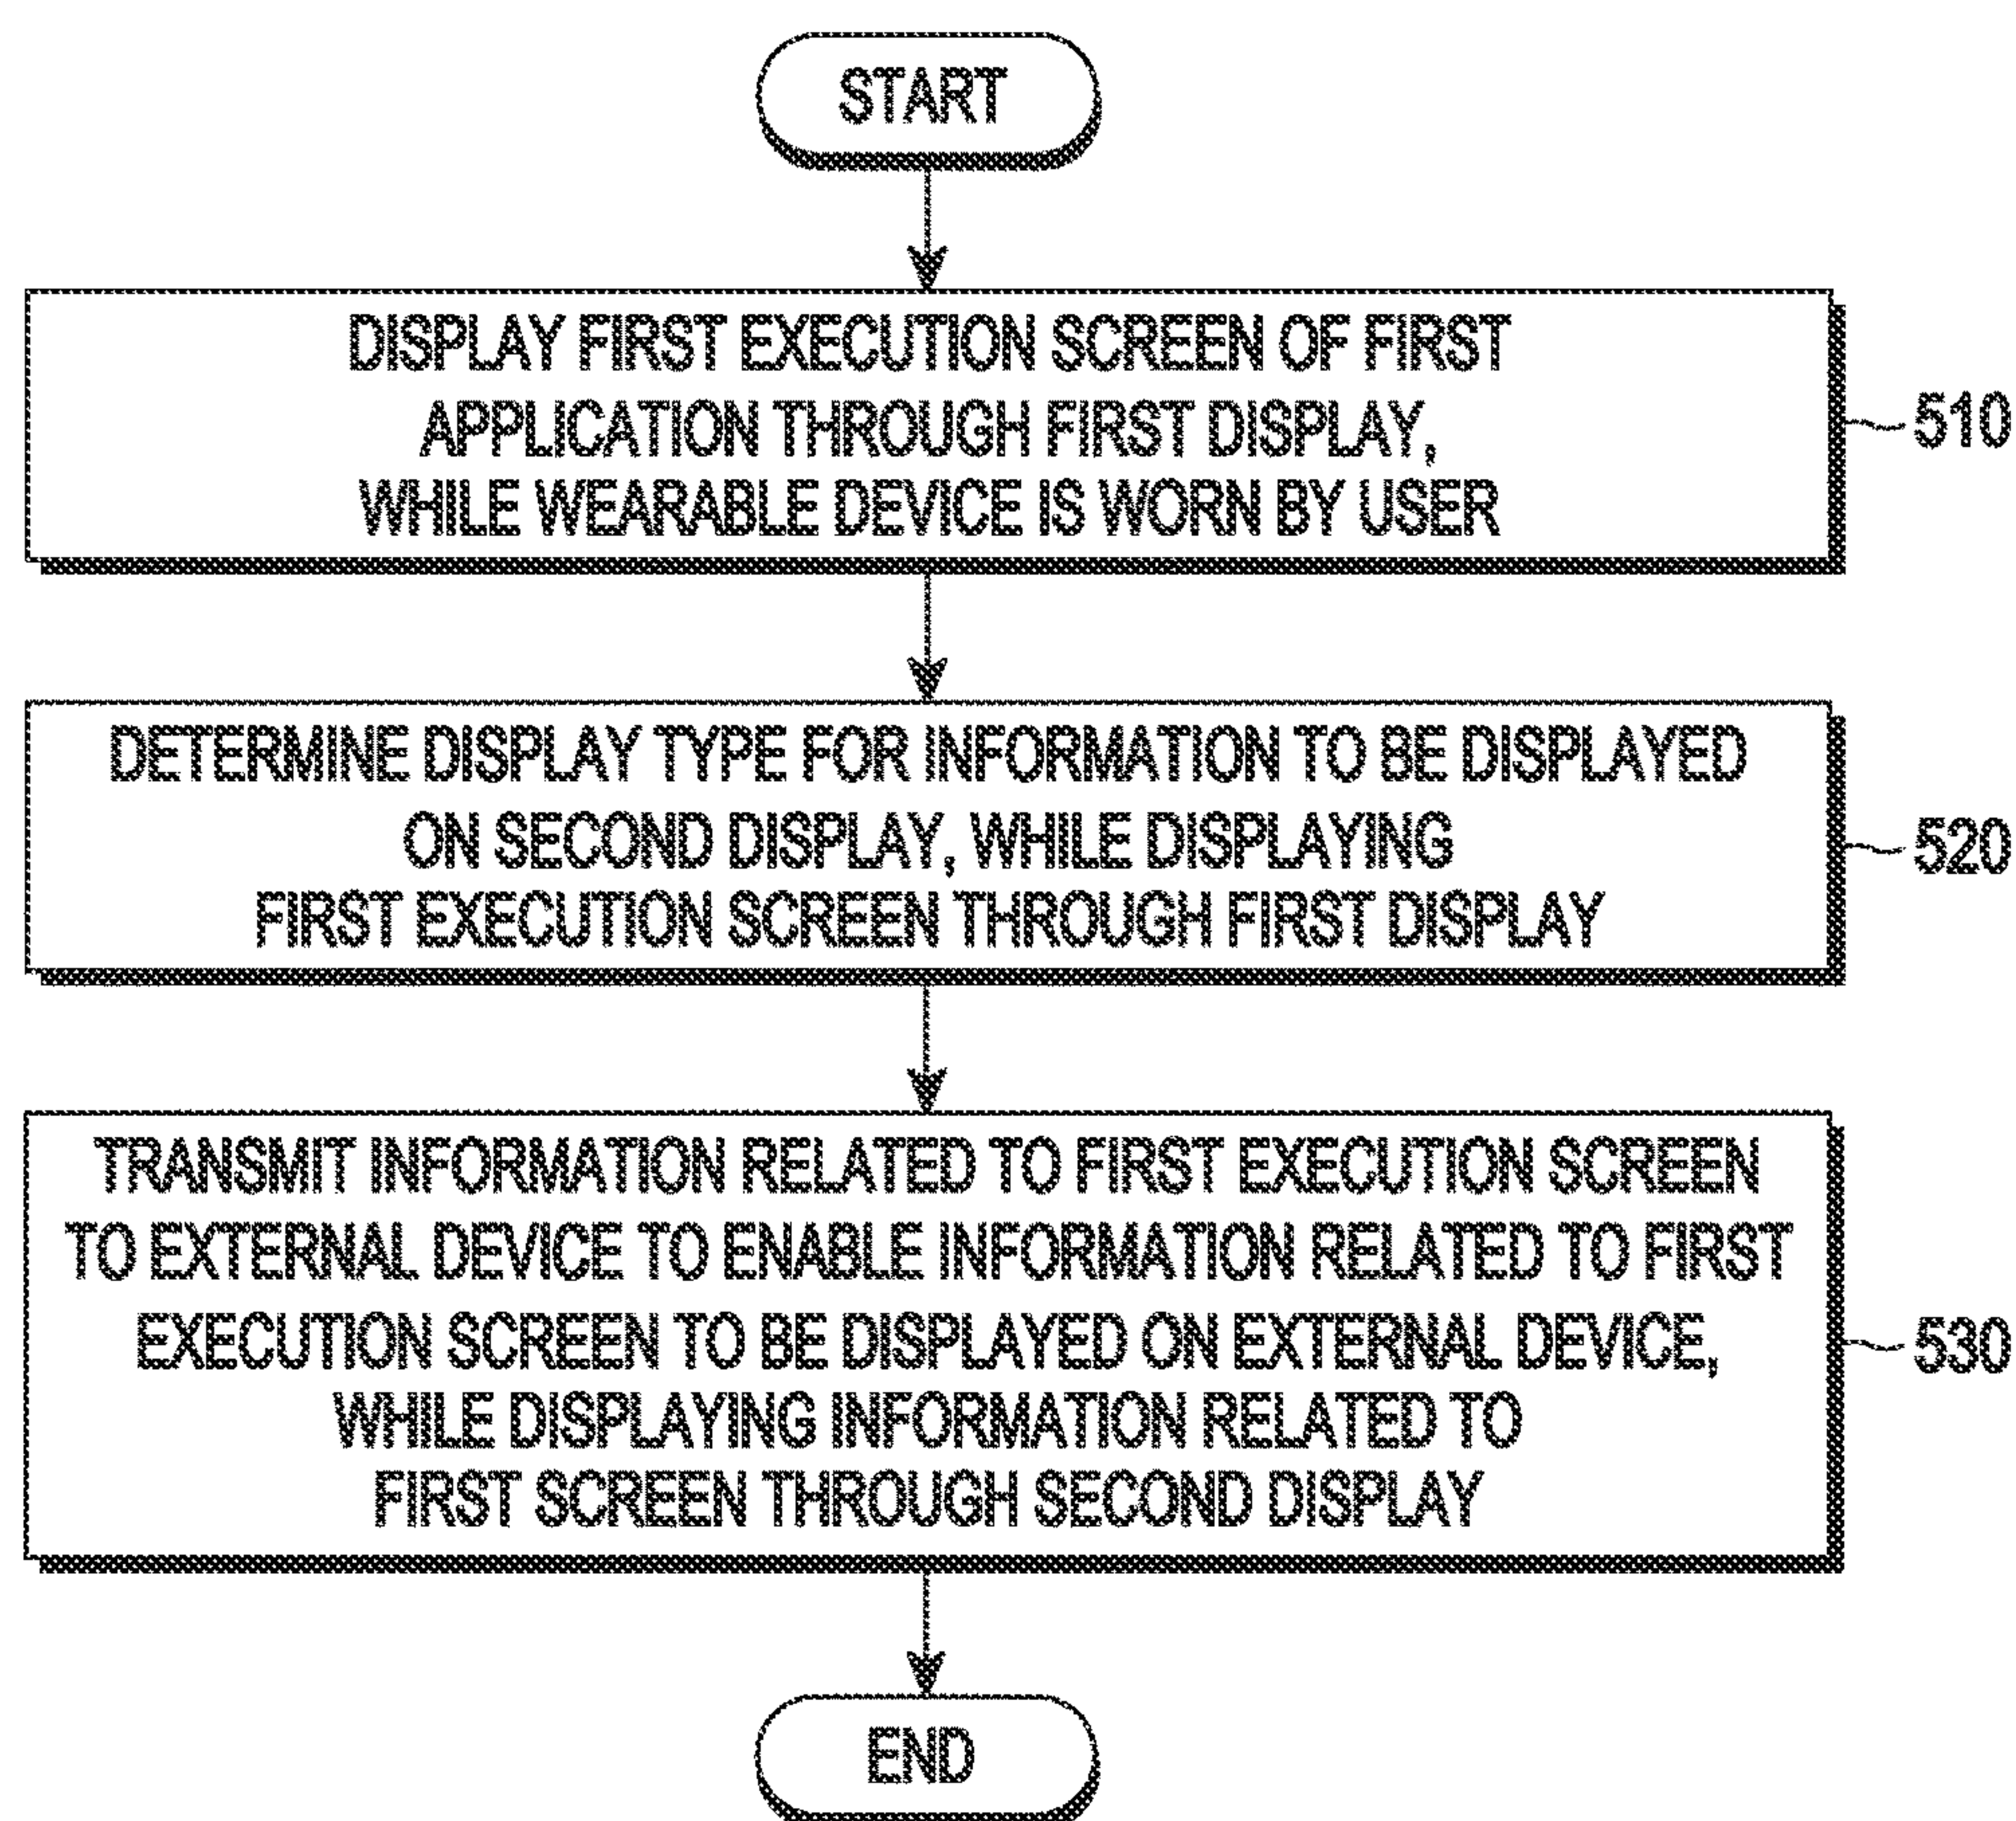 START
DISPLAY FIRST EXECUTION SCREEN OF FIRST
APPLICATION THROUGH FIRST DISPLAY,
WHILE WEARABLE DEVICE IS WORN BY USER
510
DETERMINE DISPLAY TYPE FOR INFORMATION TO BE DISPLAYED
ON SECOND DISPLAY, WHILE DISPLAYING
FIRST EXECUTION SCREEN THROUGH FIRST DISPLAY
520
TRANSMIT INFORMATION RELATED TO FIRST EXECUTION SCREEN
TO EXTERNAL DEVICE TO ENABLE INFORMATION RELATED TO FIRST
EXECUTION SCREEN TO BE DISPLAYED ON EXTERNAL DEVICE,
WHILE DISPLAYING INFORMATION RELATED TO
FIRST SCREEN THROUGH SECOND DISPLAY
530
END